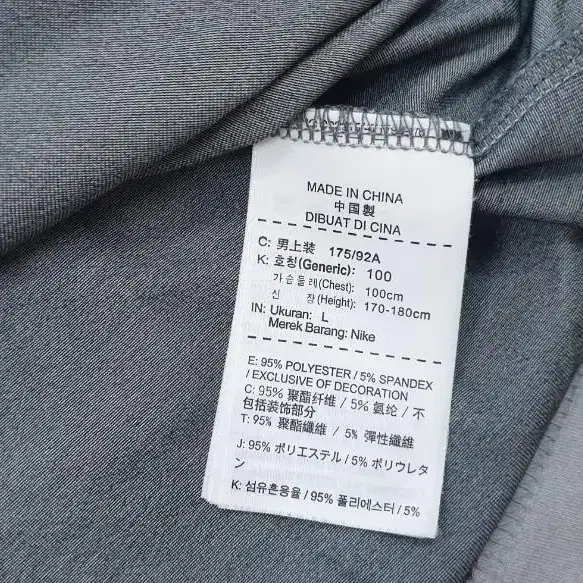 MADE IN CHINA
中国製
DIBUAT DI CINA
C: 男上裝 175/92A
K: 호칭(Generic): 100
가슴둘레(Chest): 100cm
신 장(Height): 170-180cm
IN: Ukuran: L
Merek Barang: Nike
E: 95% POLYESTER / 5% SPANDEX
/ EXCLUSIVE OF DECORATION
C: 95% 聚酯纤维 / 5% 氨纶 / 不
包括装饰部分
T: 95% 聚酯纖維 / 5% 彈性纖維
J: 95% ポリエステル / 5% ポリウレタ
ン
K: 섬유혼용율 / 95% 폴리에스터 / 5%